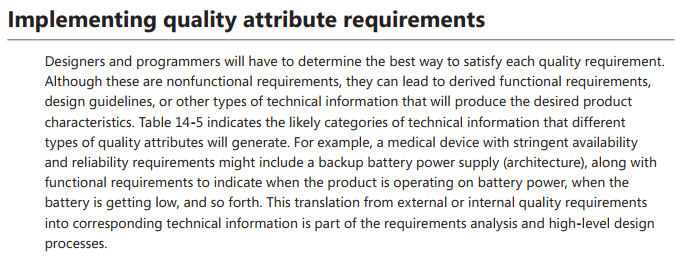 Implementing quality attribute requirements
Designers and programmers will have to determine the best way to satisfy each quality requirement.
Although these are nonfunctional requirements, they can lead to derived functional requirements,
design guidelines, or other types of technical information that will produce the desired product
characteristics. Table 14-5 indicates the likely categories of technical information that different
types of quality attributes will generate. For example, a medical device with stringent availability
and reliability requirements might include a backup battery power supply (architecture), along with
functional requirements to indicate when the product is operating on battery power, when the
battery is getting low, and so forth. This translation from external or internal quality requirements
into corresponding technical information is part of the requirements analysis and high-level design
processes.